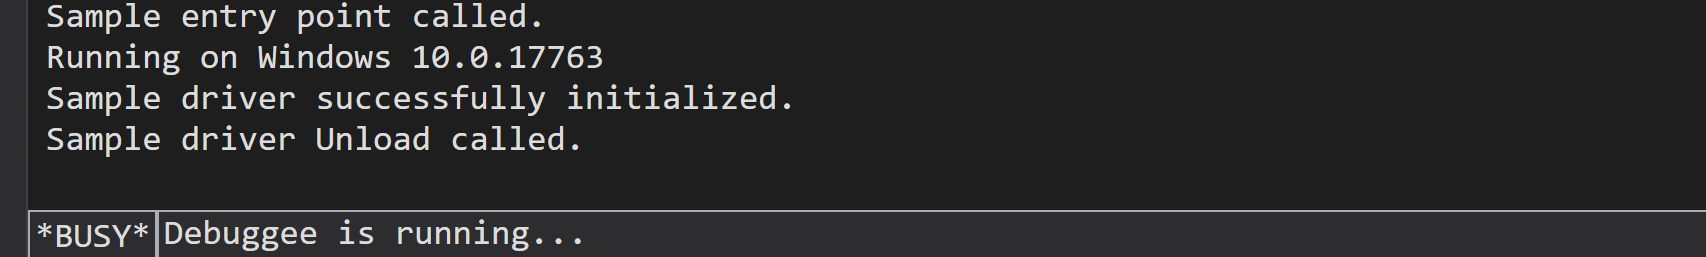 Sample entry point called.
Running on Windows 10.0.17763
Sample driver successfully initialized.
Sample driver Unload called.
*BUSY* Debuggee is running...